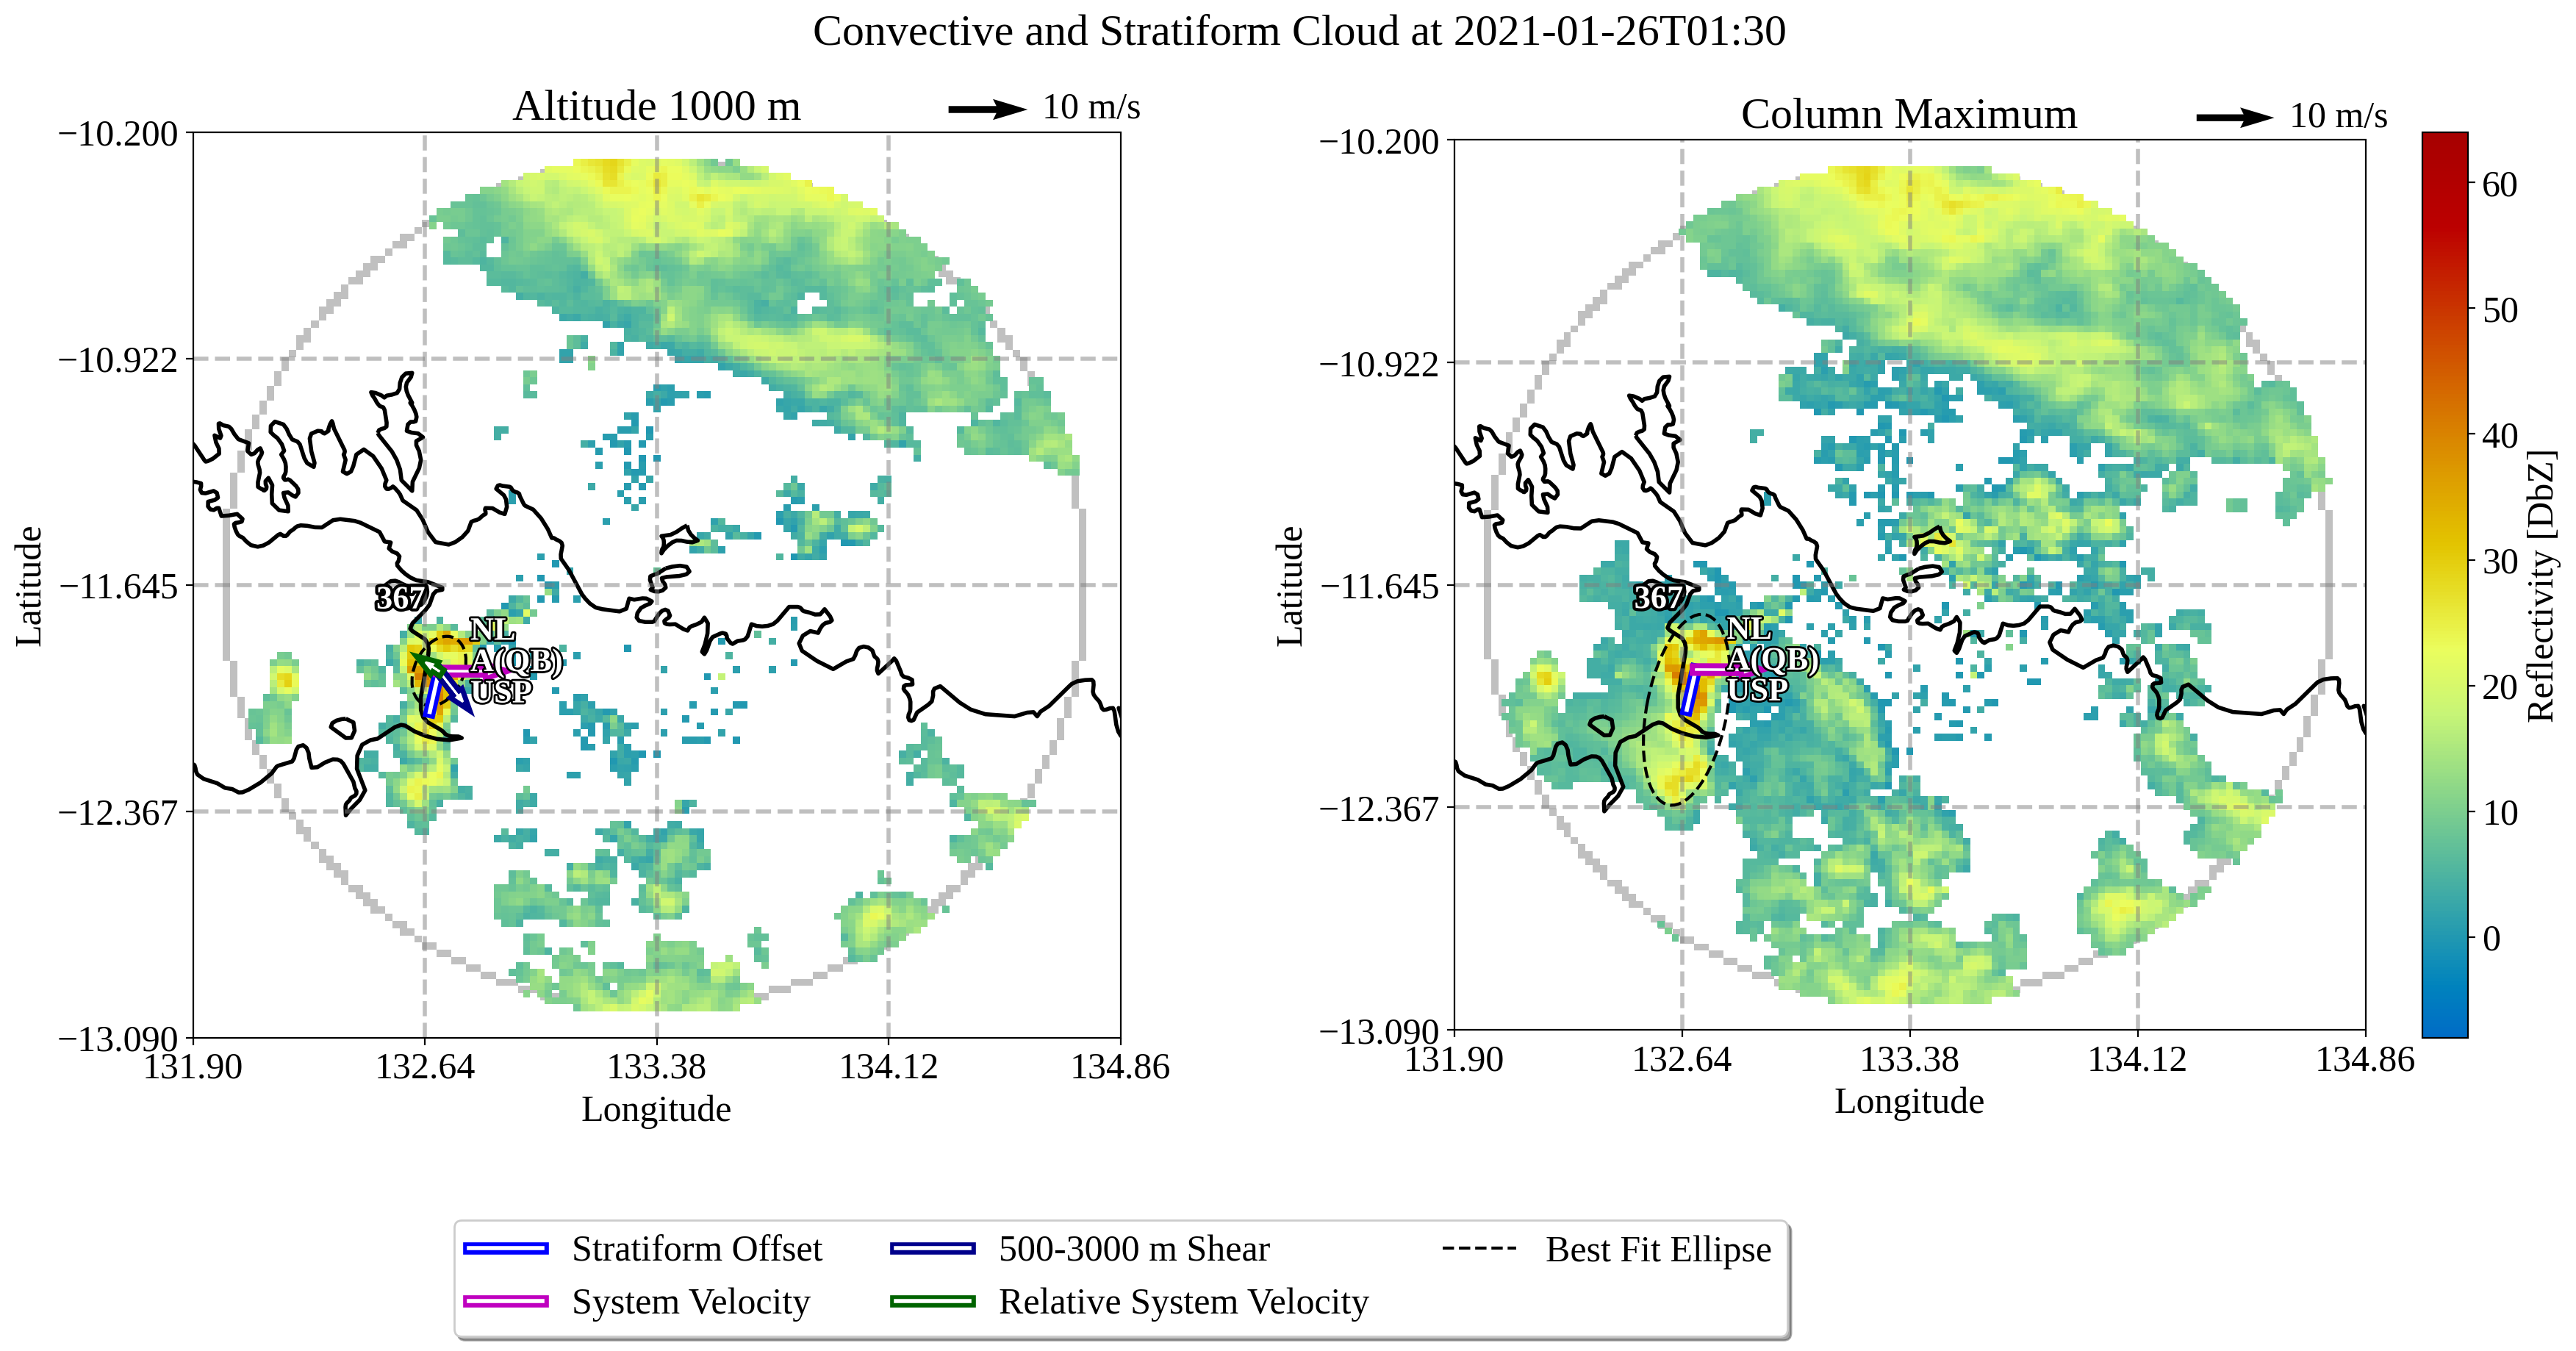 Convective and Stratiform Cloud at 2021-01-26T01:30
Altitude 1000 m
10 m/s
−10.200
−10.922
−11.645
−12.367
−13.090
Latitude
367
NL
A(QB)
USP
131.90
132.64
133.38
134.12
134.86
Longitude
Column Maximum
10 m/s
−10.200
−10.922
−11.645
−12.367
−13.090
Latitude
367
NL
A(QB)
USP
131.90
132.64
133.38
134.12
134.86
Longitude
60
50
40
30
20
10
0
Reflectivity [DbZ]
Stratiform Offset
System Velocity
500-3000 m Shear
Relative System Velocity
Best Fit Ellipse